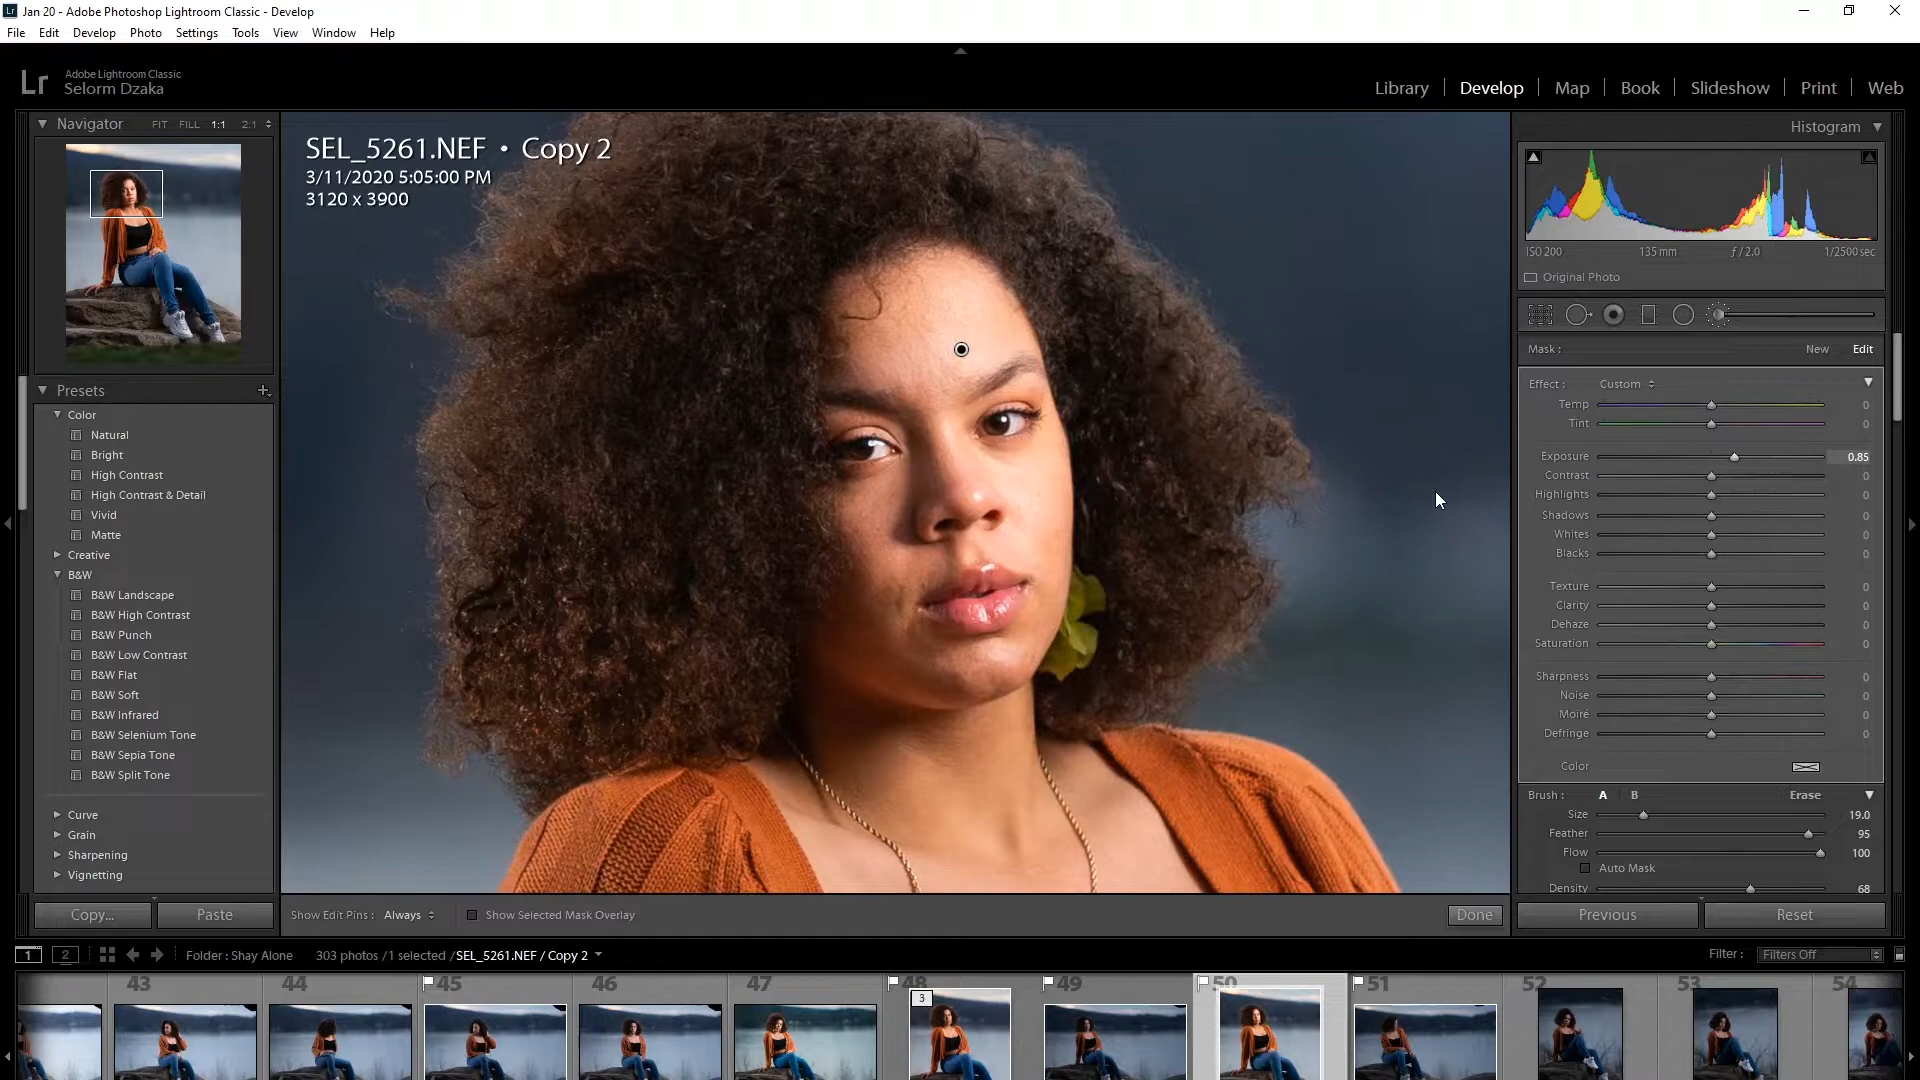 Lr Jan 20 - Adobe Photoshop Lightroom Classic - Develop
File Edit Develop Photo Settings Tools View Window Help
Lr Adobe Lightroom Classic
Selorm Dzaka
Library Develop Map Book Slideshow Print Web
Navigator FIT FILL 1:1 2:1
Histogram
SEL_5261.NEF • Copy 2
3/11/2020 5:05:00 PM
3120 x 3900
ISO 200 135 mm ƒ / 2.0 1/2500 sec
Original Photo
Mask : New Edit
Effect : Custom
Temp 0
Tint 0
Exposure 0.85
Contrast 0
Highlights 0
Shadows 0
Whites 0
Blacks 0
Texture 0
Clarity 0
Dehaze 0
Saturation 0
Sharpness 0
Noise 0
Moiré 0
Defringe 0
Color
Brush : A B Erase
Size 19.0
Feather 95
Flow 100
Auto Mask
Density 68
Presets
Color
Natural
Bright
High Contrast
High Contrast & Detail
Vivid
Matte
Creative
B&W
B&W Landscape
B&W High Contrast
B&W Punch
B&W Low Contrast
B&W Flat
B&W Soft
B&W Infrared
B&W Selenium Tone
B&W Sepia Tone
B&W Split Tone
Curve
Grain
Sharpening
Vignetting
Copy... Paste
Show Edit Pins : Always Show Selected Mask Overlay Done
Previous Reset
1 2 Folder : Shay Alone 303 photos /1 selected /SEL_5261.NEF / Copy 2
Filter : Filters Off
43 44 45 46 47 48 49 50 51 52 53 54
3